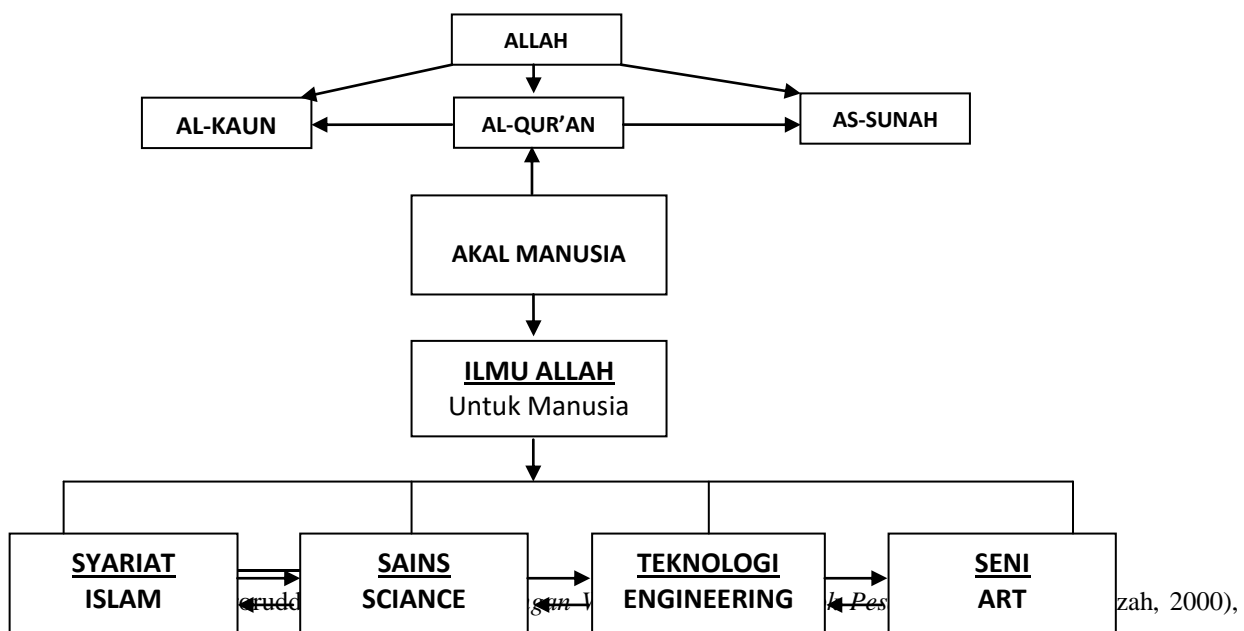 ALLAH
AL-KAUN
AL-QUR’AN
AS-SUNAH
AKAL MANUSIA
ILMU ALLAH
Untuk Manusia
SYARIAT
ISLAM
SAINS
SCIANCE
TEKNOLOGI
ENGINEERING
SENI
ART
zah, 2000),